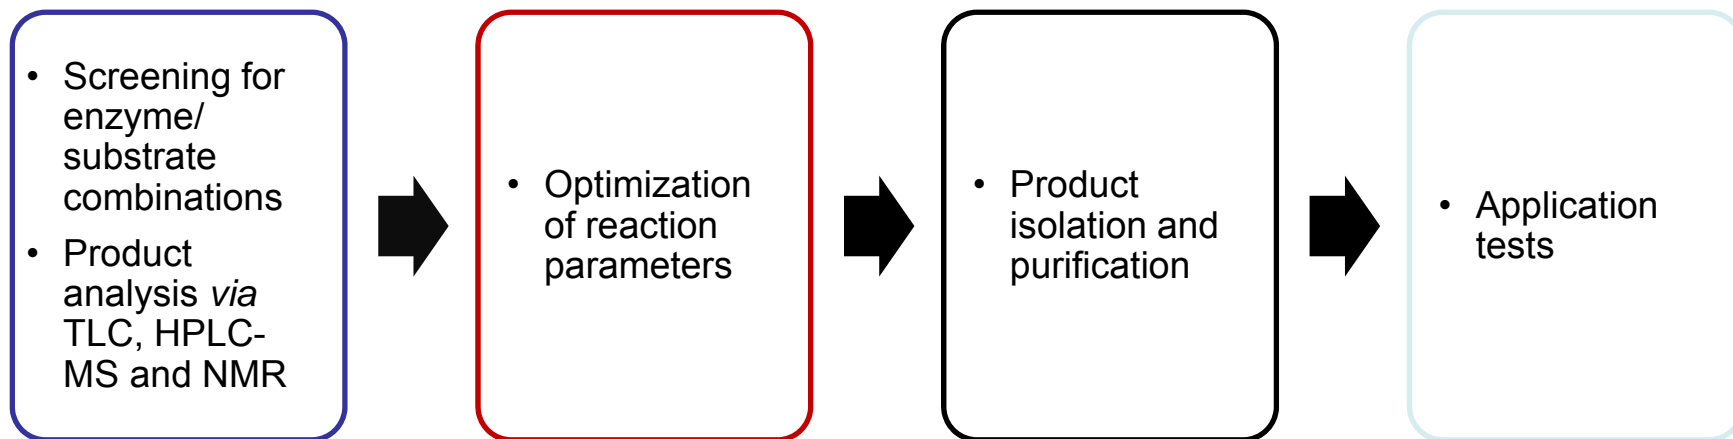 • Screening for
enzyme/
substrate
combinations
• Product
analysis via
TLC, HPLC-
MS and NMR
• Optimization
of reaction
parameters
• Product
isolation and
purification
• Application
tests